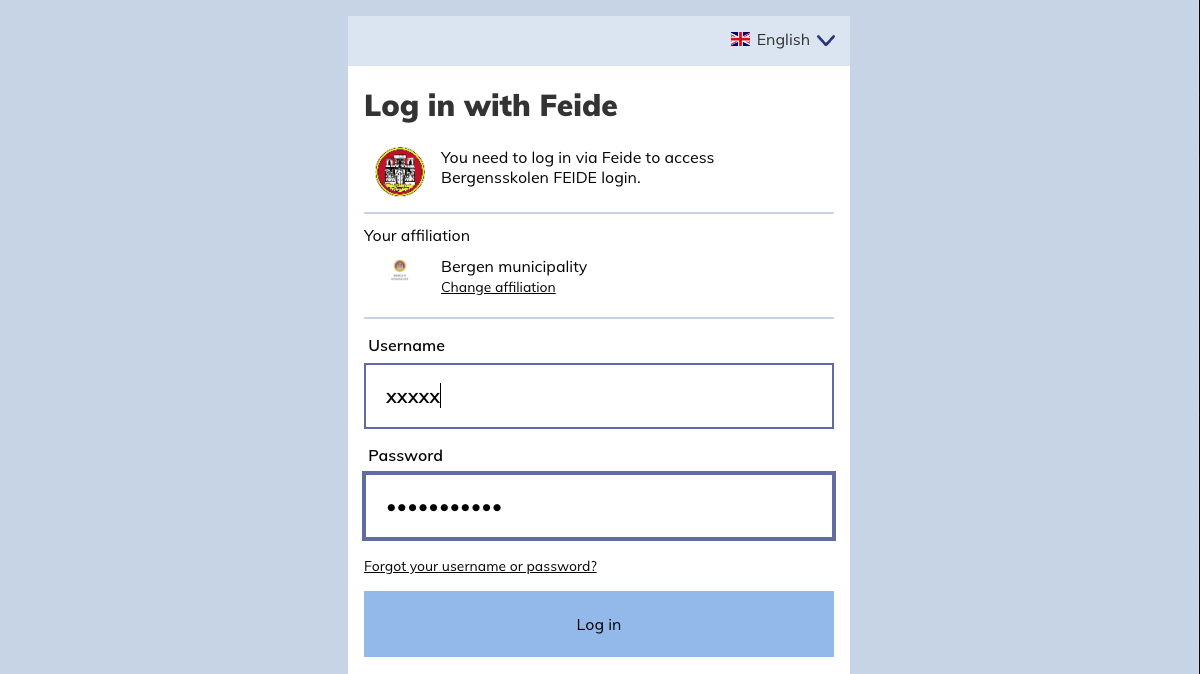 English
Log in with Feide
You need to log in via Feide to access
Bergensskolen FEIDE login.
Your affiliation
Bergen municipality
Change affiliation
Username
xxxxx
Password
•••••••••••
Forgot your username or password?
Log in